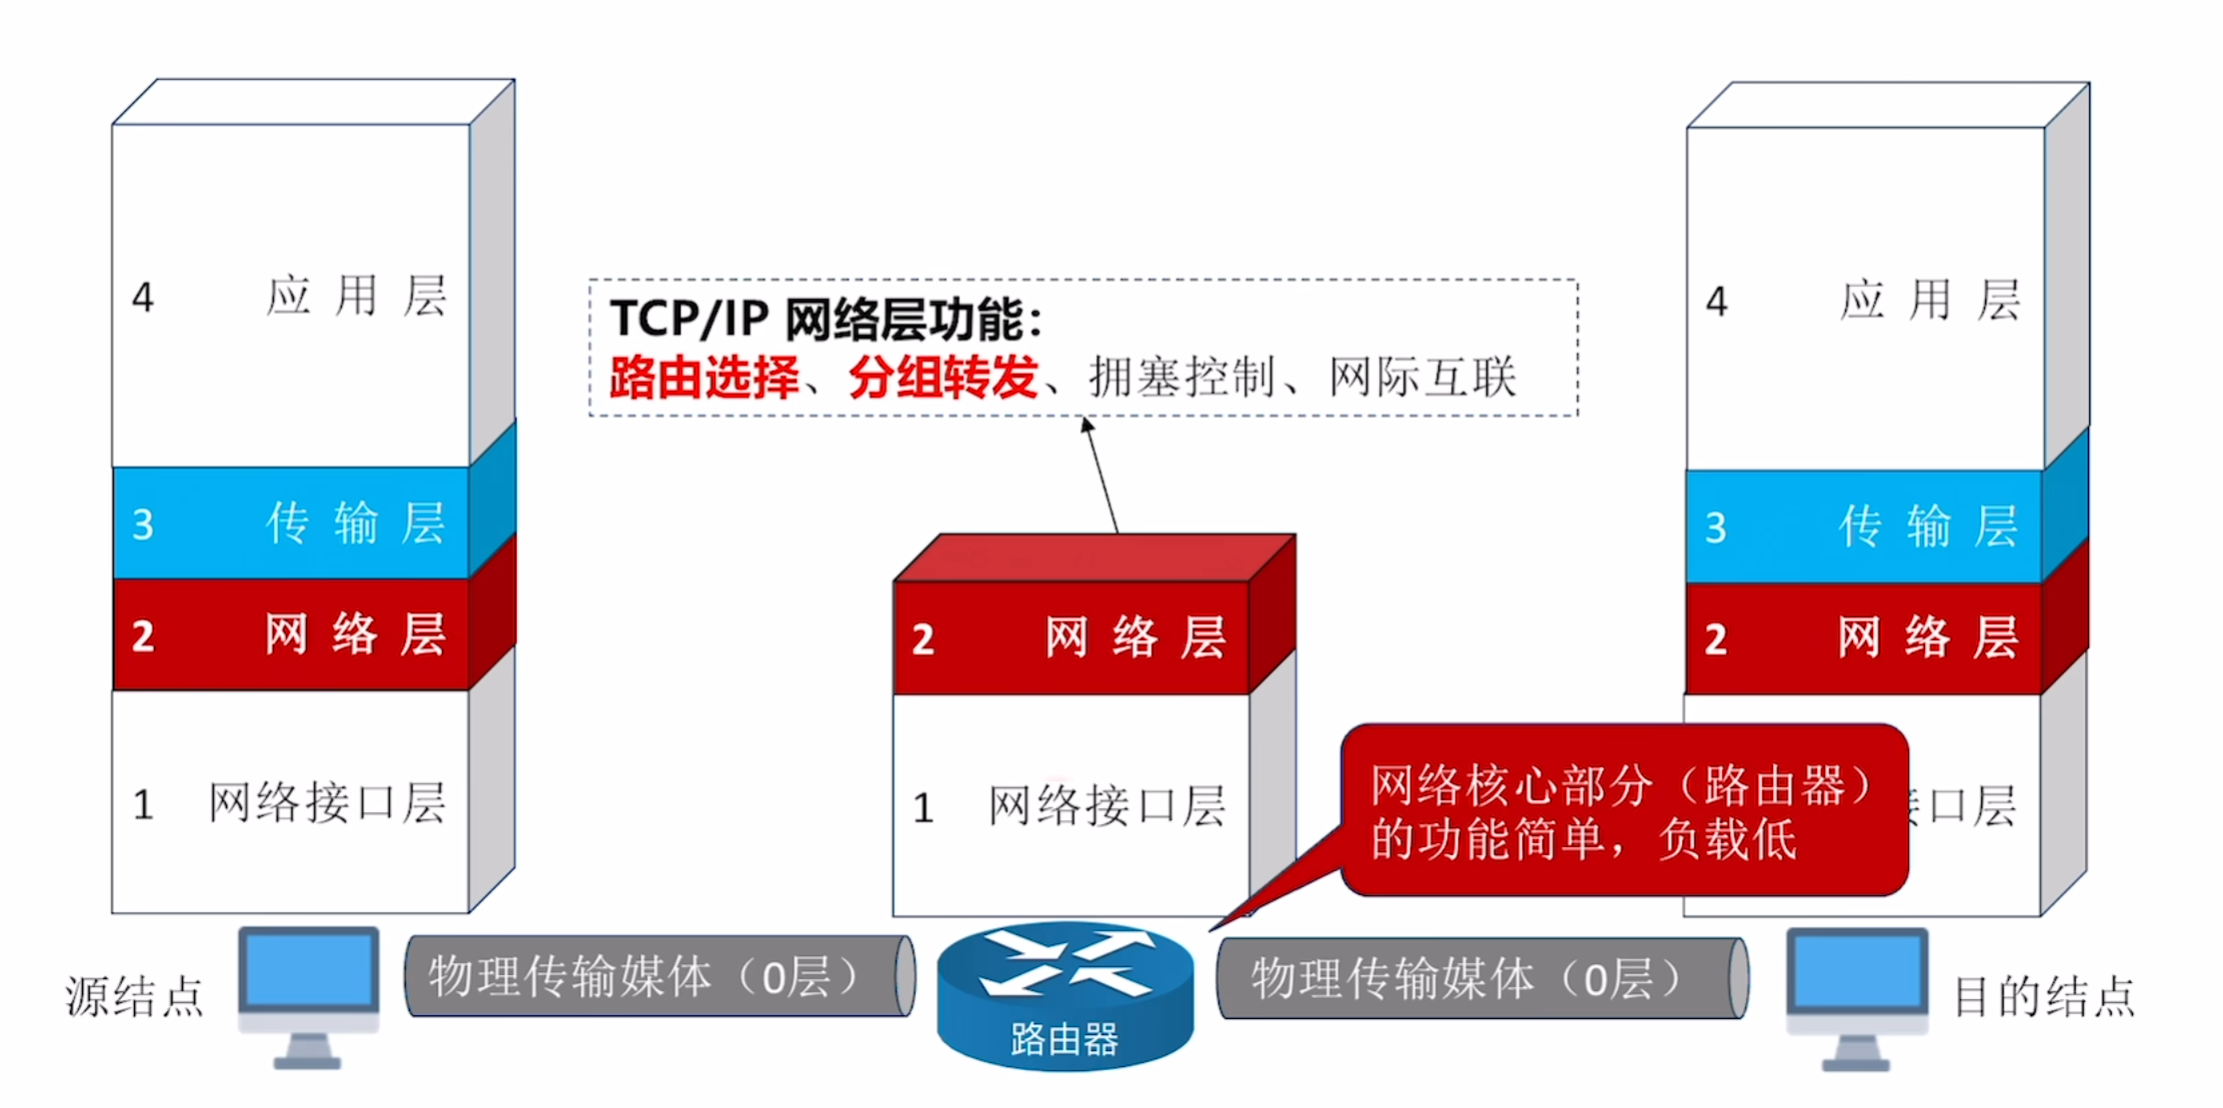 4 应用层
3 传输层
2 网络层
1 网络接口层
TCP/IP 网络层功能：
路由选择、分组转发、拥塞控制、网际互联
2 网络层
1 网络接口层
4 应用层
3 传输层
2 网络层
接口层
网络核心部分（路由器）
的功能简单，负载低
源结点
物理传输媒体（0层）
路由器
物理传输媒体（0层）
目的结点